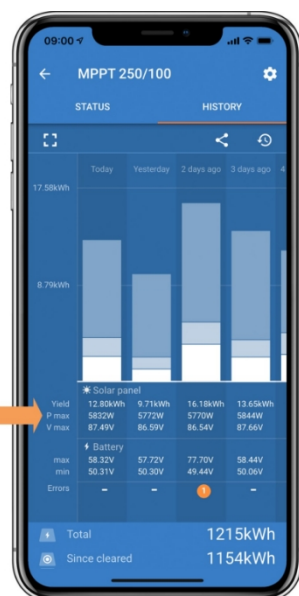 09:00
MPPT 250/100
STATUS HISTORY
Today Yesterday 2 days ago 3 days ago 4
17.58kWh
8.79kWh
Solar panel
Yield 12.80kWh 9.71kWh 16.18kWh 13.65kWh
P max 5832W 5772W 5770W 5844W
V max 87.49V 86.59V 86.54V 87.66V
Battery
max 58.32V 57.72V 77.70V 58.44V
min 50.31V 50.30V 49.44V 50.06V
Errors – – 1 –
Total 1215kWh
Since cleared 1154kWh